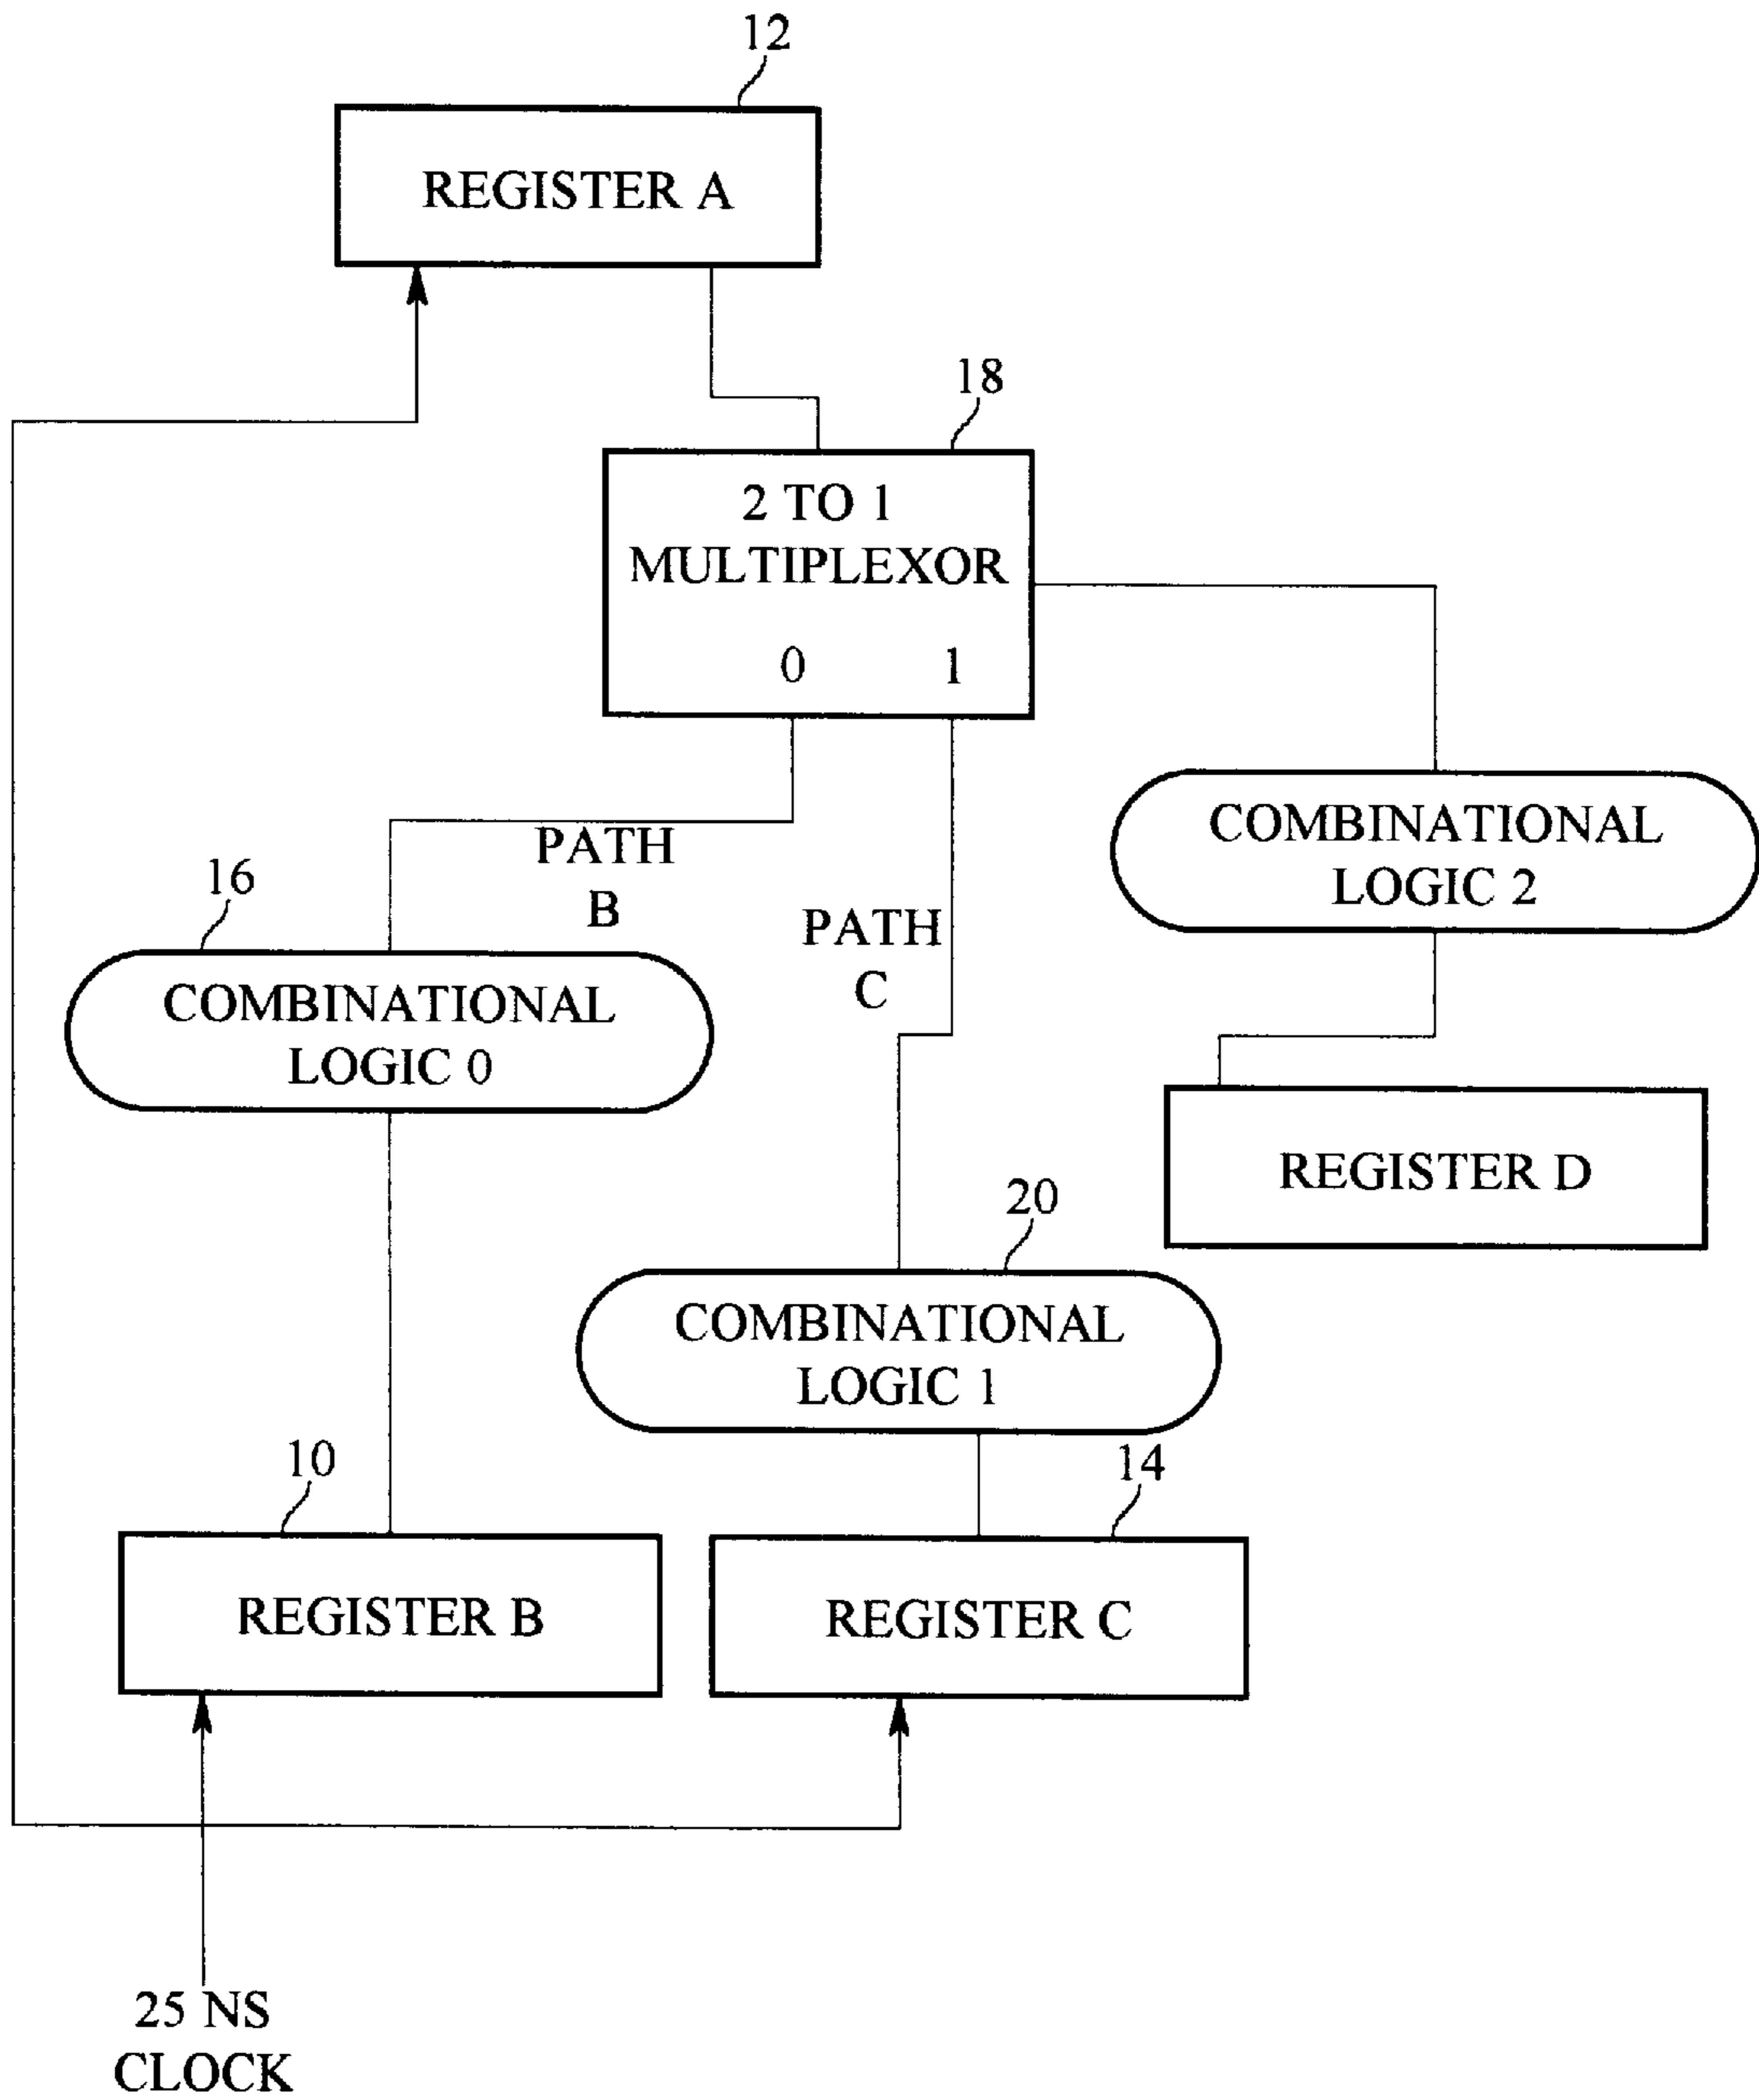 12
REGISTER A
18
2 TO 1
MULTIPLEXOR
0 1
PATH
B
16
COMBINATIONAL
LOGIC 0
PATH
C
COMBINATIONAL
LOGIC 2
REGISTER D
20
COMBINATIONAL
LOGIC 1
10
REGISTER B
14
REGISTER C
25 NS
CLOCK